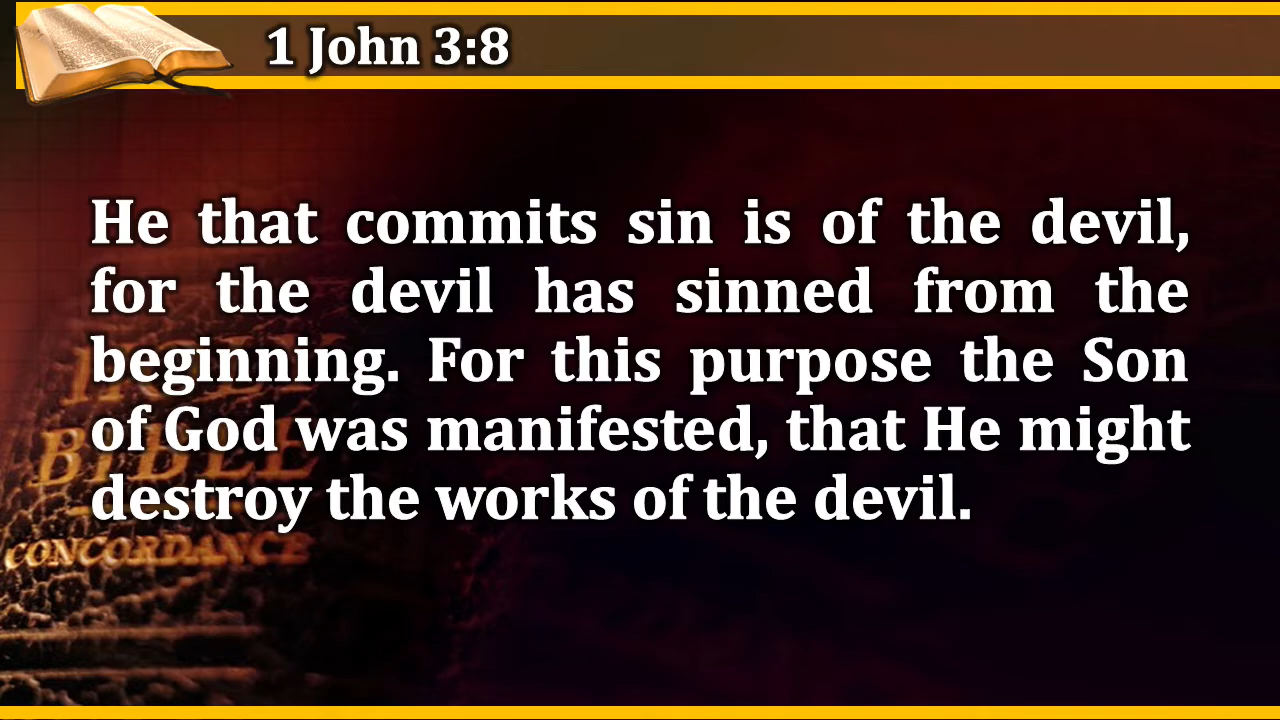 1 John 3:8
He that commits sin is of the devil,
for the devil has sinned from the
beginning. For this purpose the Son
of God was manifested, that He might
destroy the works of the devil.
BIBLE
CONCORDANCE